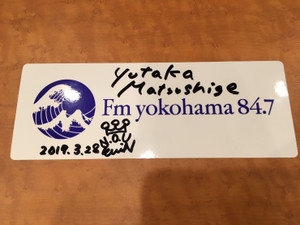 Yutaka
Matsushige
Fm yokohama 84.7
2019.3.28